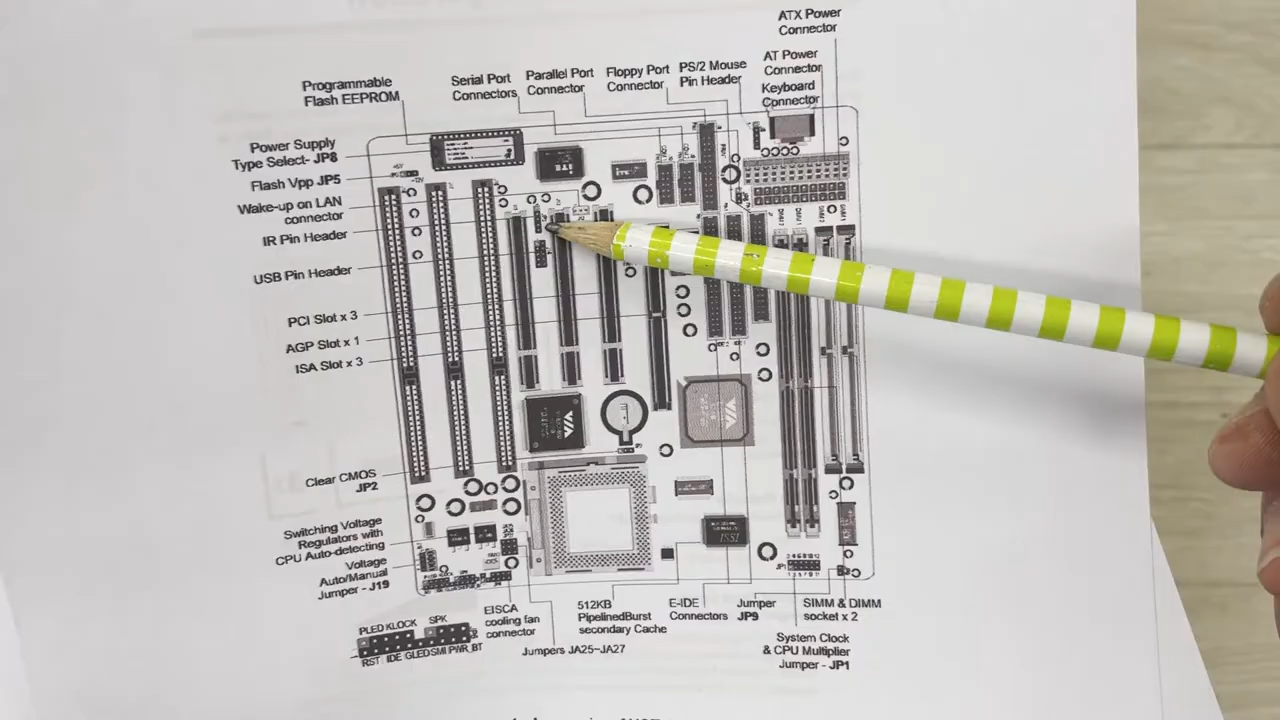 ATX Power
Connector
AT Power
Connector
Keyboard
Connector
PS/2 Mouse
Pin Header
Floppy Port
Connector
Parallel Port
Connector
Serial Port
Connectors
Programmable
Flash EEPROM
Power Supply
Type Select- JP8
Flash Vpp JP5
Wake-up on LAN
connector
IR Pin Header
USB Pin Header
PCI Slot x 3
AGP Slot x 1
ISA Slot x 3
Clear CMOS
JP2
Switching Voltage
Regulators with
CPU Auto-detecting
Voltage
Auto/Manual
Jumper - J19
VIA
VIA
ISSI
JP1
PLED KLOCK SPK
RST IDE GLED SMI PWR_BT
EISCA
cooling fan
connector
Jumpers JA25~JA27
512KB
PipelinedBurst
secondary Cache
E-IDE
Connectors
Jumper
JP9
SIMM & DIMM
socket x 2
System Clock
& CPU Multiplier
Jumper - JP1